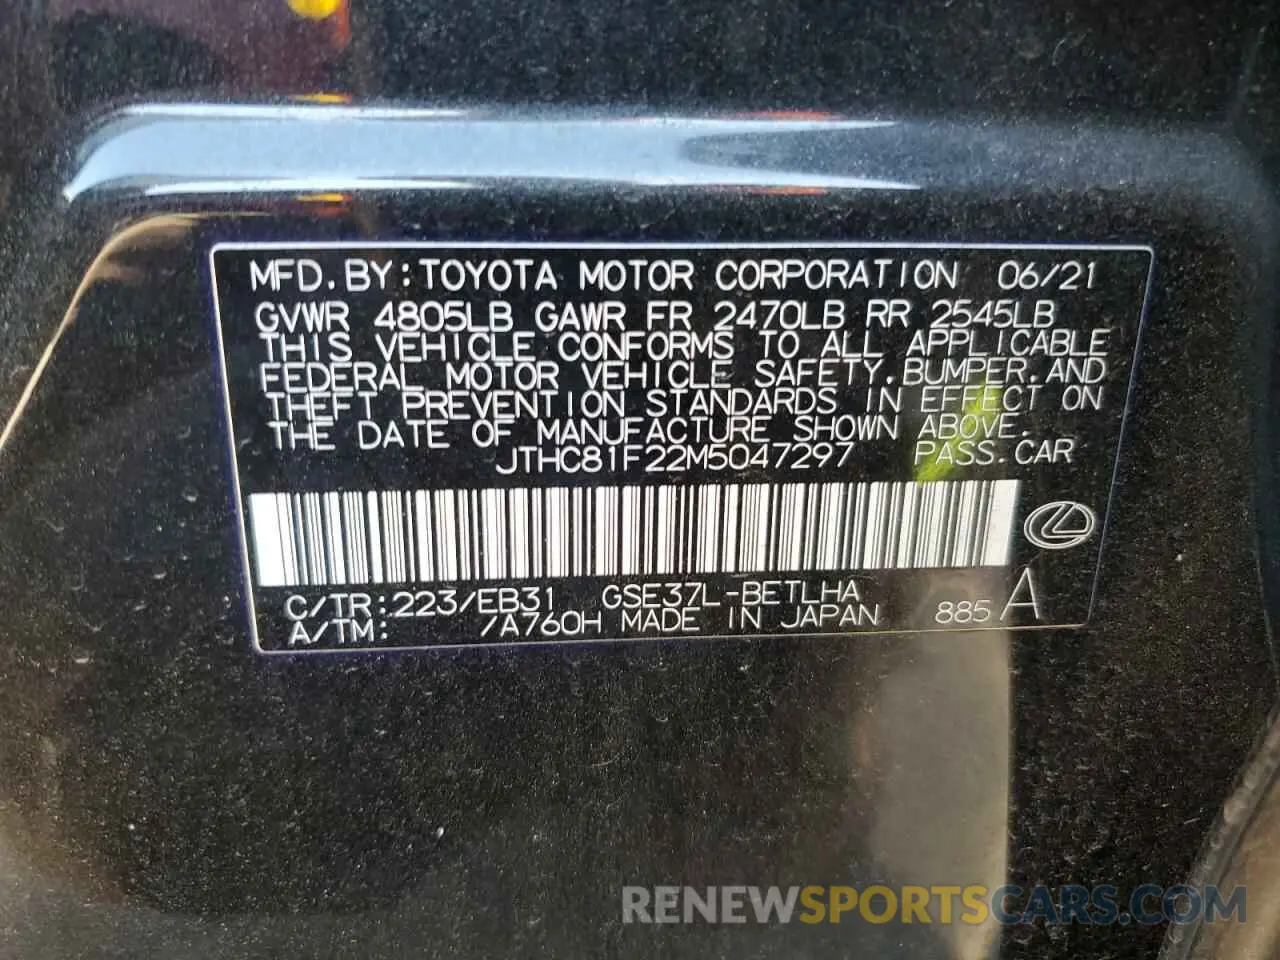 MFD.BY:TOYOTA MOTOR CORPORATION 06/21
GVWR 4805LB GAWR FR 2470LB RR 2545LB
THIS VEHICLE CONFORMS TO ALL APPLICABLE
FEDERAL MOTOR VEHICLE SAFETY,BUMPER,AND
THEFT PREVENTION STANDARDS IN EFFECT ON
THE DATE OF MANUFACTURE SHOWN ABOVE.
JTHC81F22M5047297 PASS.CAR
C/TR:223/EB31 GSE37L-BETLHA
A/TM: /A760H MADE IN JAPAN 885 A
RENEWSPORTSCARS.COM